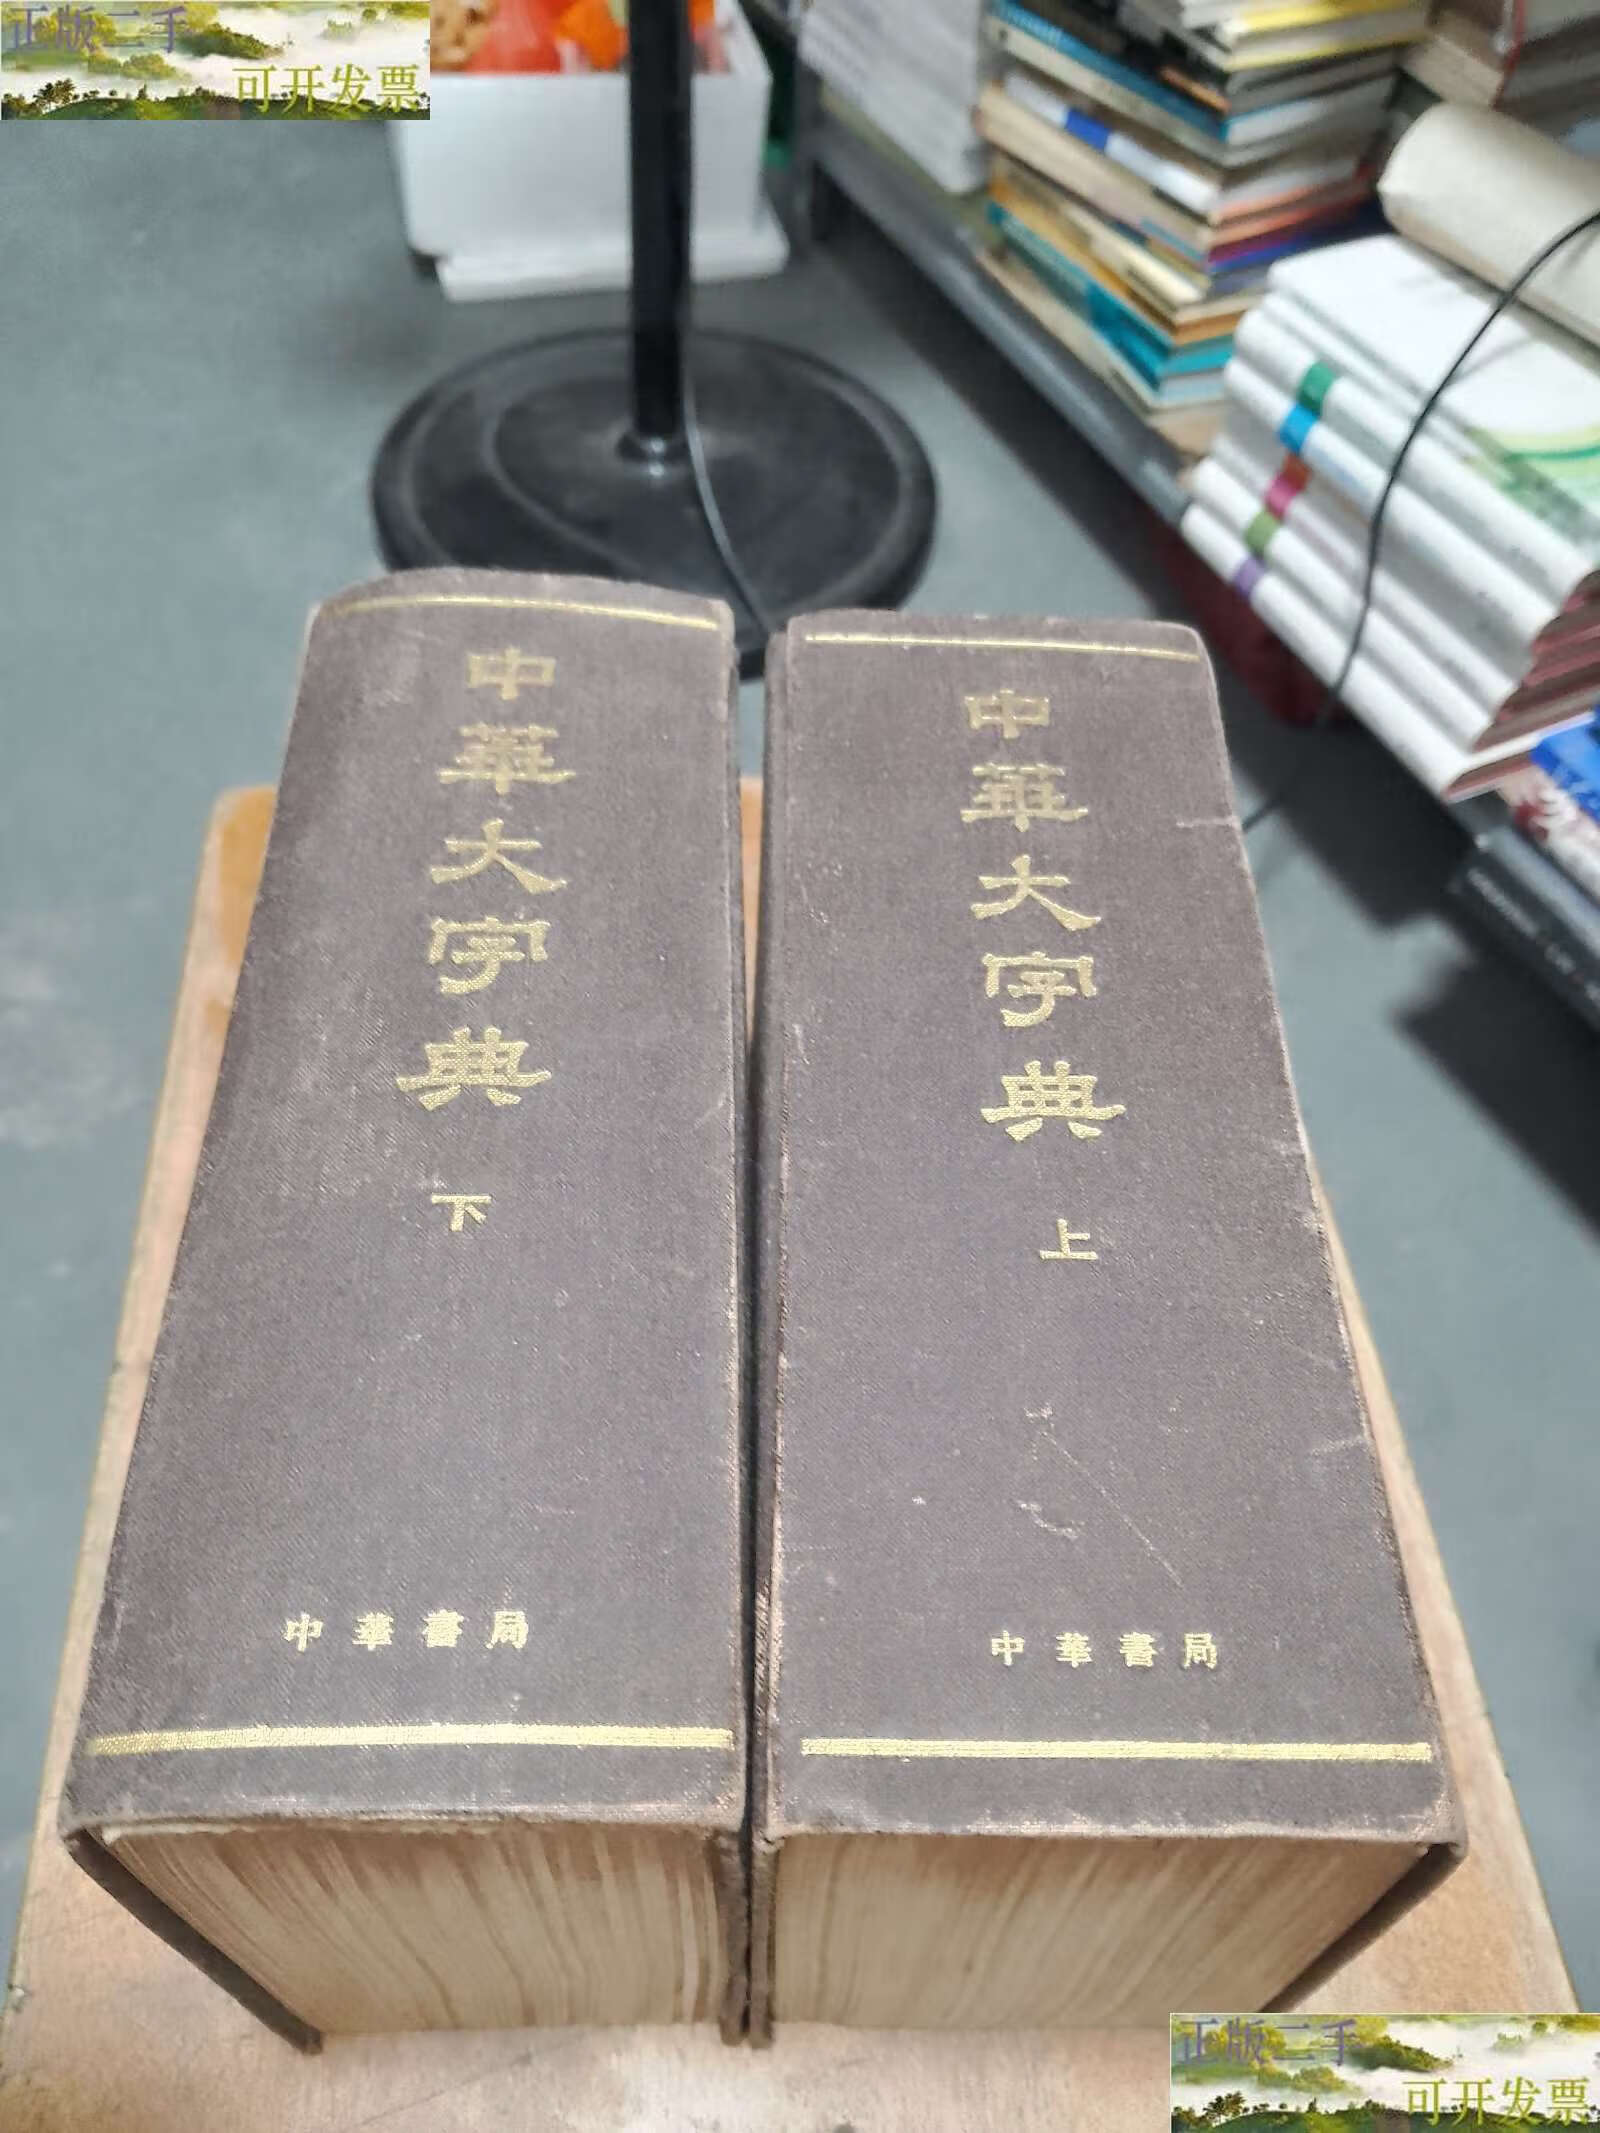 正版二手
可开发票
中華大字典
下
中華書局
中華大字典
上
中華書局
正版二手
可开发票